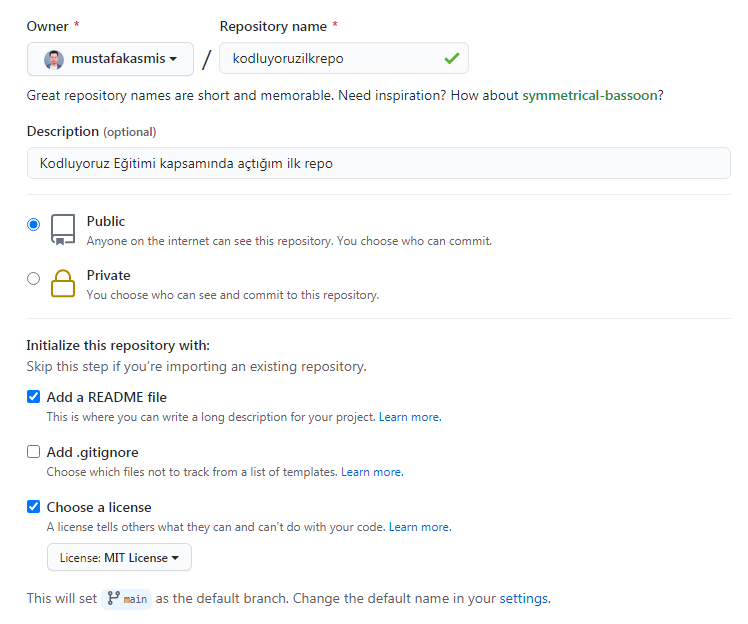 Owner * Repository name *
mustafakasmis / kodluyoruzilkrepo
Great repository names are short and memorable. Need inspiration? How about symmetrical-bassoon?
Description (optional)
Kodluyoruz Eğitimi kapsamında açtığım ilk repo
Public
Anyone on the internet can see this repository. You choose who can commit.
Private
You choose who can see and commit to this repository.
Initialize this repository with:
Skip this step if you’re importing an existing repository.
Add a README file
This is where you can write a long description for your project. Learn more.
Add .gitignore
Choose which files not to track from a list of templates. Learn more.
Choose a license
A license tells others what they can and can't do with your code. Learn more.
License: MIT License
This will set main as the default branch. Change the default name in your settings.